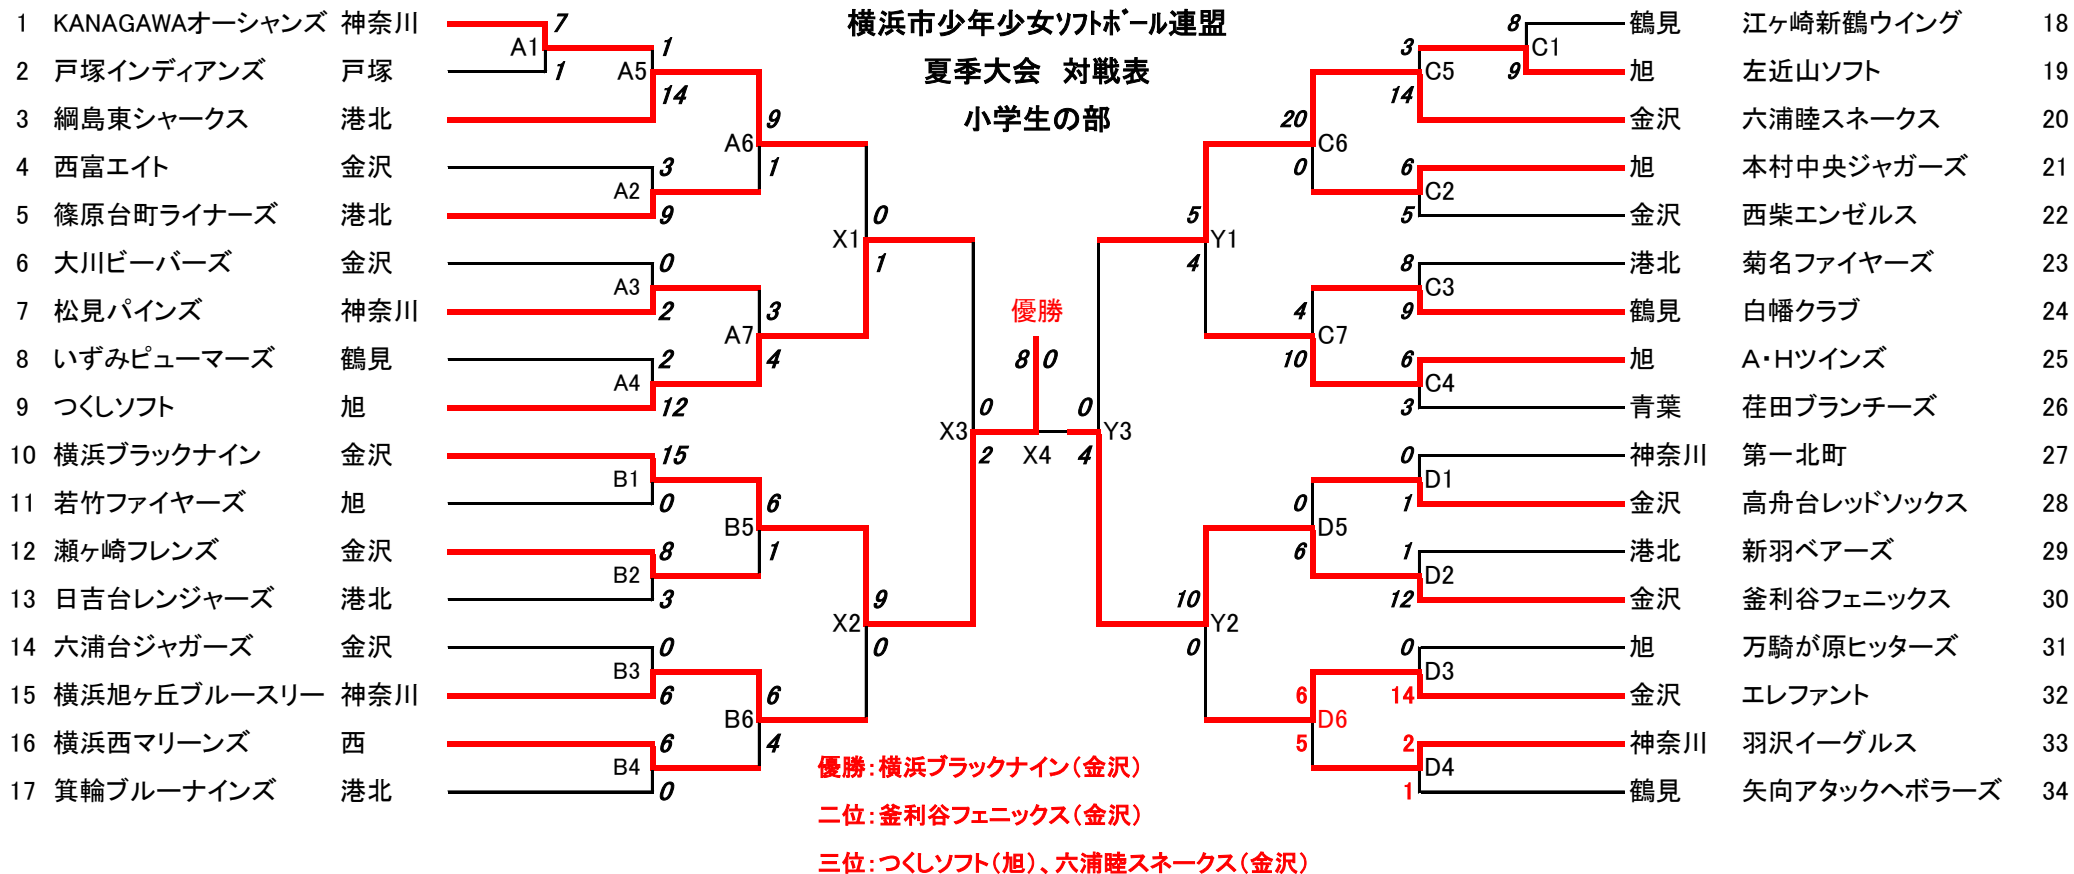 横浜市少年少女ソフトボール連盟
夏季大会 対戦表
小学生の部
1 KANAGAWAオーシャンズ 神奈川 7
A1
2 戸塚インディアンズ 戸塚 1
1
A5
14
3 綱島東シャークス 港北
9
A6
1
4 西富エイト 金沢 3
A2
5 篠原台町ライナーズ 港北 9
0
X1
1
6 大川ビーバーズ 金沢 0
A3
7 松見パインズ 神奈川 2
3
A7
4
8 いずみピューマーズ 鶴見 2
A4
9 つくしソフト 旭 12
0
X3
2
10 横浜ブラックナイン 金沢 15
B1
11 若竹ファイヤーズ 旭 0
6
B5
1
12 瀬ヶ崎フレンズ 金沢 8
B2
13 日吉台レンジャーズ 港北 3
9
X2
0
14 六浦台ジャガーズ 金沢 0
B3
15 横浜旭ヶ丘ブルースリー 神奈川 6
6
B6
4
16 横浜西マリーンズ 西 6
B4
17 箕輪ブルーナインズ 港北 0
優勝
8 0
X4
8 鶴見 江ヶ崎新鶴ウイング 18
C1
9 旭 左近山ソフト 19
3
C5
14
金沢 六浦睦スネークス 20
20
C6
0
6 旭 本村中央ジャガーズ 21
C2
5 金沢 西柴エンゼルス 22
5
Y1
4
8 港北 菊名ファイヤーズ 23
C3
9 鶴見 白幡クラブ 24
4
C7
10
6 旭 A・Hツインズ 25
C4
3 青葉 荏田ブランチーズ 26
0
Y3
4
0 神奈川 第一北町 27
D1
1 金沢 高舟台レッドソックス 28
0
D5
6
1 港北 新羽ベアーズ 29
D2
12 金沢 釜利谷フェニックス 30
10
Y2
0
0 旭 万騎が原ヒッターズ 31
D3
14 金沢 エレファント 32
6
D6
5
2 神奈川 羽沢イーグルス 33
D4
1 鶴見 矢向アタックヘボラーズ 34
優勝：横浜ブラックナイン（金沢）
二位：釜利谷フェニックス（金沢）
三位：つくしソフト（旭）、六浦睦スネークス（金沢）